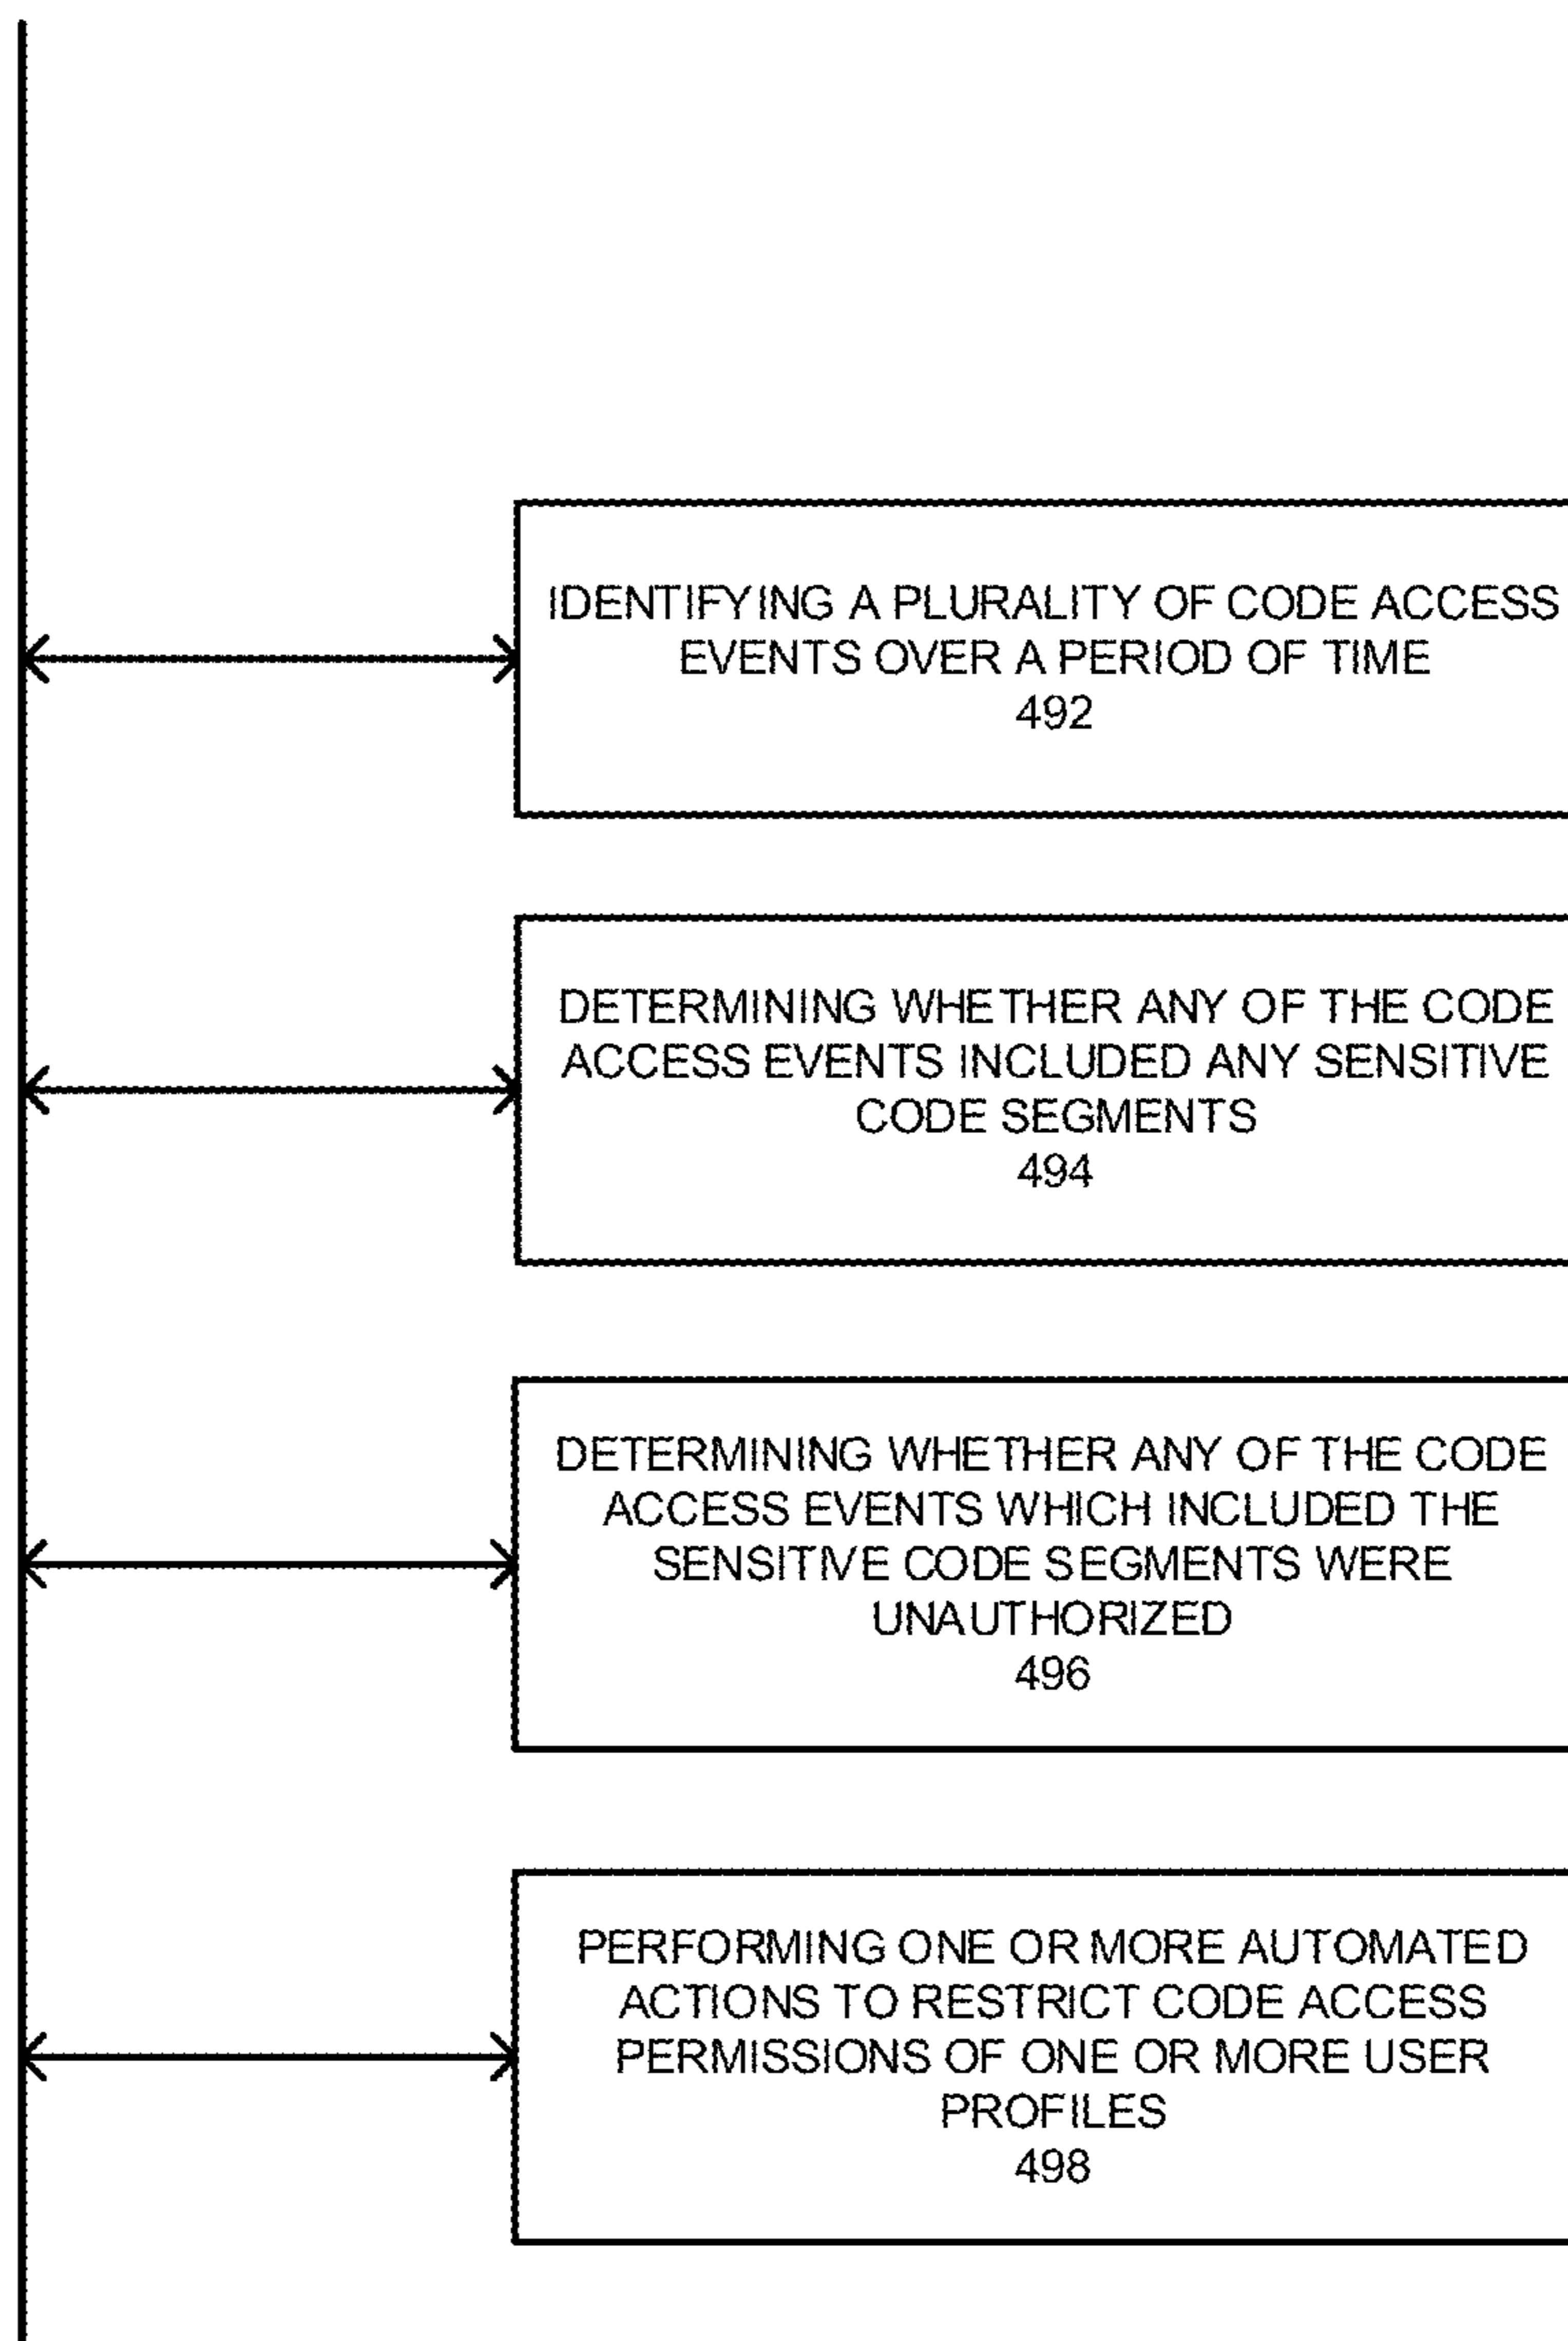 IDENTIFYING A PLURALITY OF CODE ACCESS
EVENTS OVER A PERIOD OF TIME
492
DETERMINING WHETHER ANY OF THE CODE
ACCESS EVENTS INCLUDED ANY SENSITIVE
CODE SEGMENTS
494
DETERMINING WHETHER ANY OF THE CODE
ACCESS EVENTS WHICH INCLUDED THE
SENSITIVE CODE SEGMENTS WERE
UNAUTHORIZED
496
PERFORMING ONE OR MORE AUTOMATED
ACTIONS TO RESTRICT CODE ACCESS
PERMISSIONS OF ONE OR MORE USER
PROFILES
498